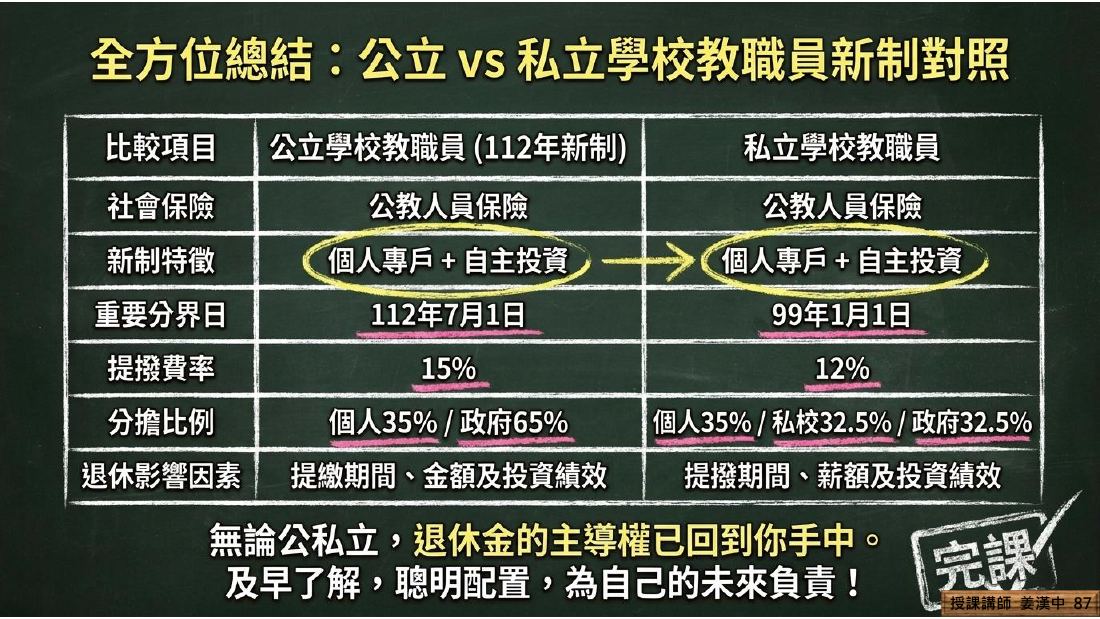 全方位總結：公立 vs 私立學校教職員新制對照
比較項目 公立學校教職員 (112年新制) 私立學校教職員
社會保險 公教人員保險 公教人員保險
新制特徵 個人專戶 + 自主投資 個人專戶 + 自主投資
重要分界日 112年7月1日 99年1月1日
提撥費率 15% 12%
分擔比例 個人35% / 政府65% 個人35% / 私校32.5% / 政府32.5%
退休影響因素 提繳期間、金額及投資績效 提撥期間、薪額及投資績效
無論公私立，退休金的主導權已回到你手中。
及早了解，聰明配置，為自己的未來負責！
完課
授課講師 姜漢中 87